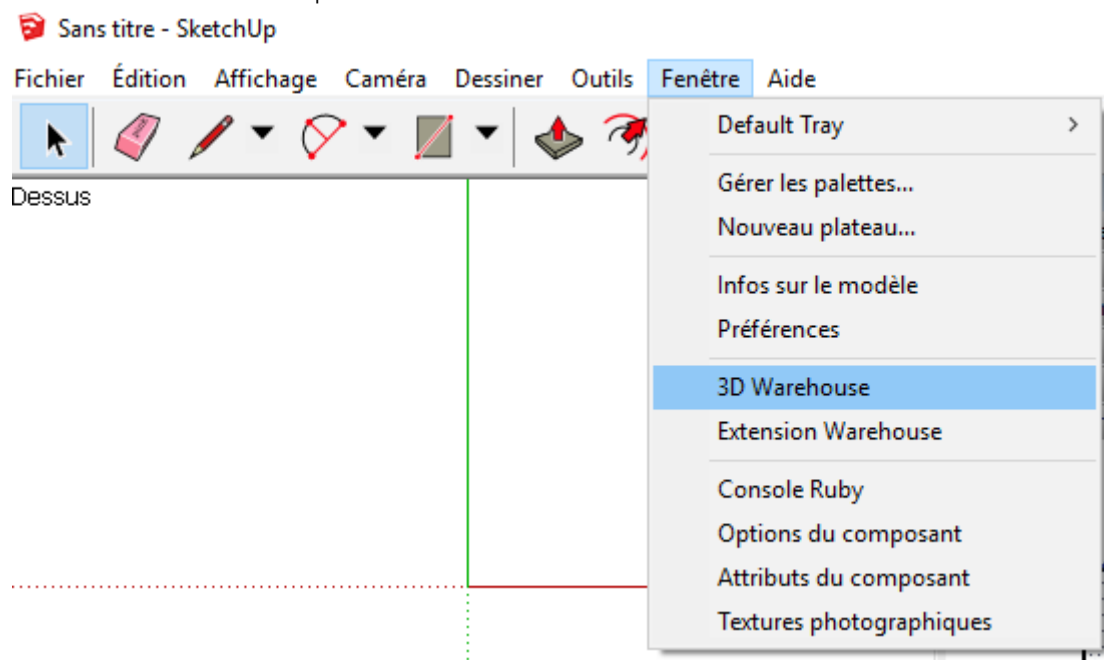 Sans titre - SketchUp
Fichier Édition Affichage Caméra Dessiner Outils Fenêtre Aide
Dessus
Default Tray
Gérer les palettes...
Nouveau plateau...
Infos sur le modèle
Préférences
3D Warehouse
Extension Warehouse
Console Ruby
Options du composant
Attributs du composant
Textures photographiques